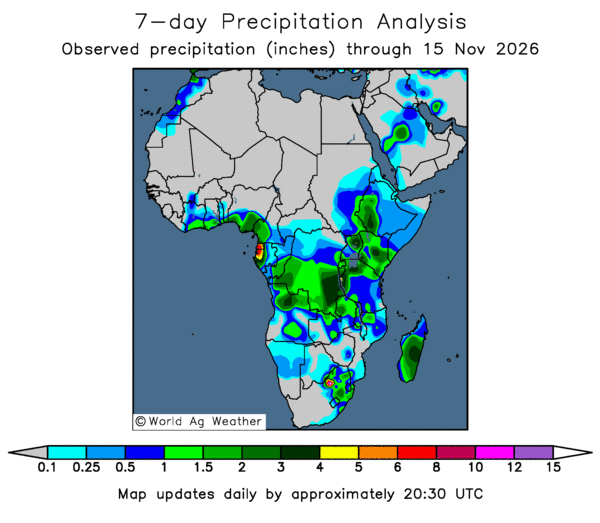 7-day Precipitation Analysis
Observed precipitation (inches) through 15 Nov 2026
© World Ag Weather
0.1 0.25 0.5 1 1.5 2 3 4 5 6 8 10 12 15
Map updates daily by approximately 20:30 UTC